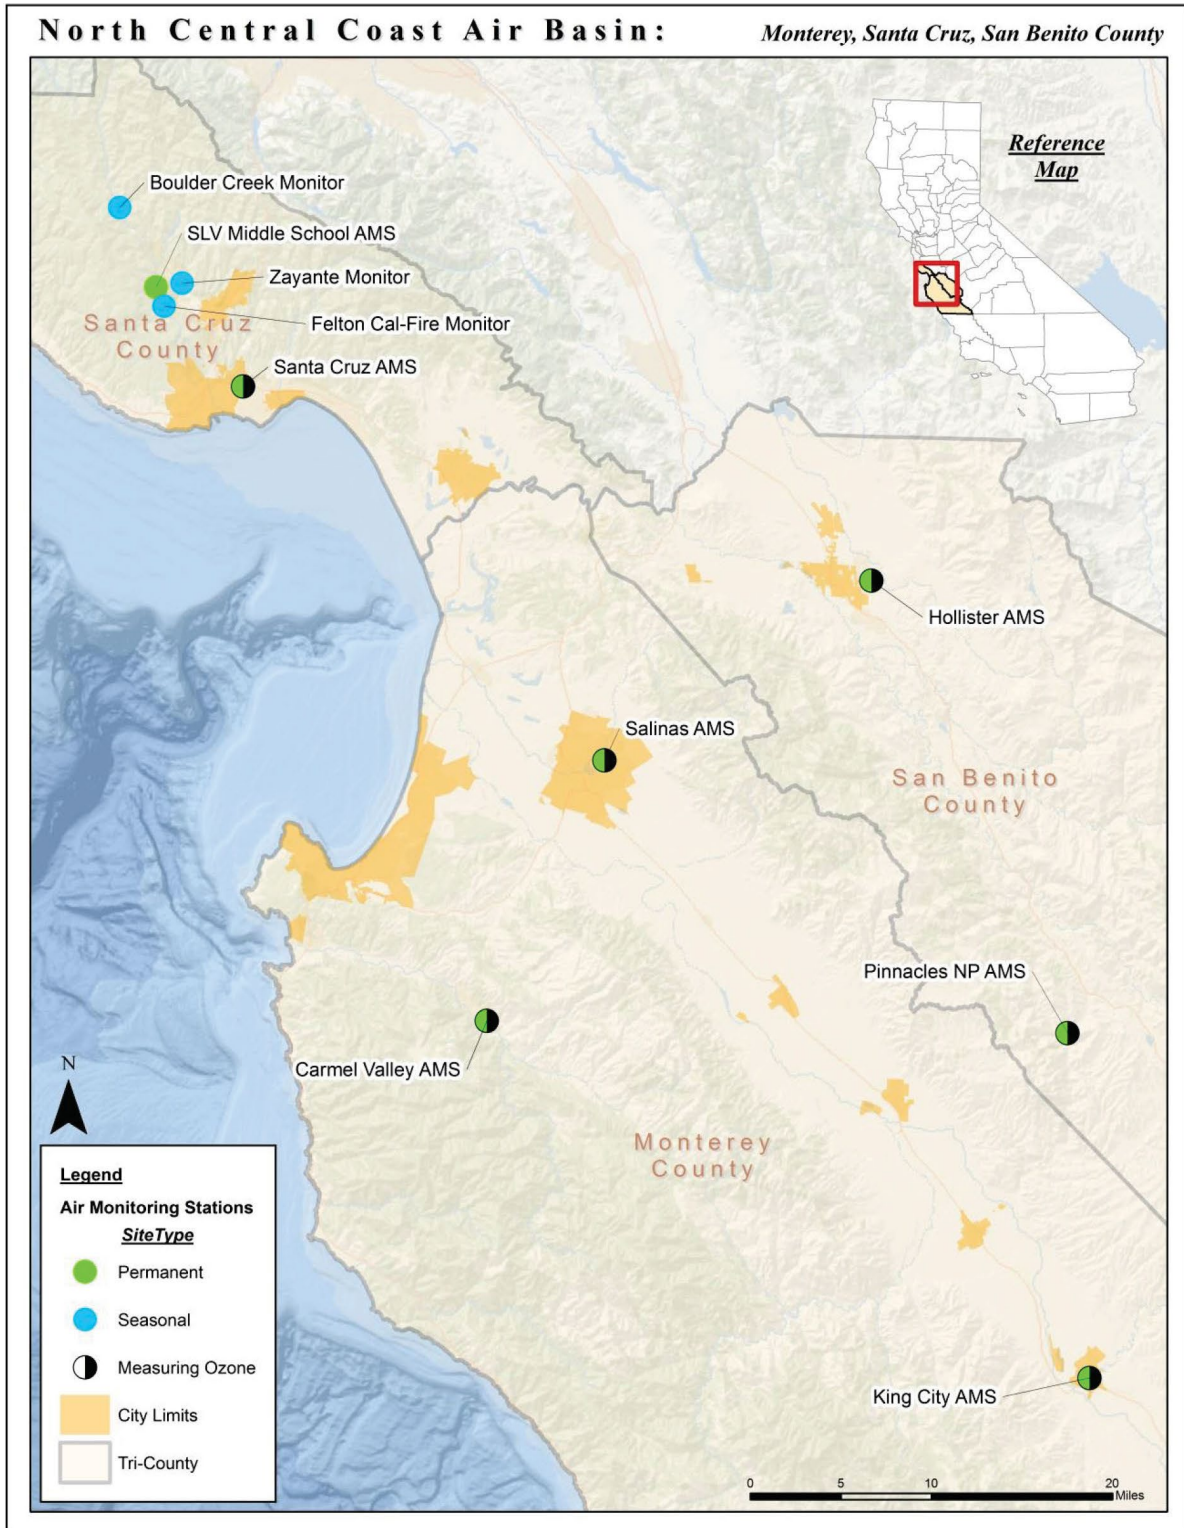 North Central Coast Air Basin:
Monterey, Santa Cruz, San Benito County
Reference
Map
Boulder Creek Monitor
SLV Middle School AMS
Zayante Monitor
Felton Cal-Fire Monitor
Santa Cruz
County
Santa Cruz AMS
Hollister AMS
Salinas AMS
San Benito
County
Pinnacles NP AMS
Carmel Valley AMS
Monterey
County
King City AMS
N
Legend
Air Monitoring Stations
SiteType
Permanent
Seasonal
Measuring Ozone
City Limits
Tri-County
0 5 10 20
Miles